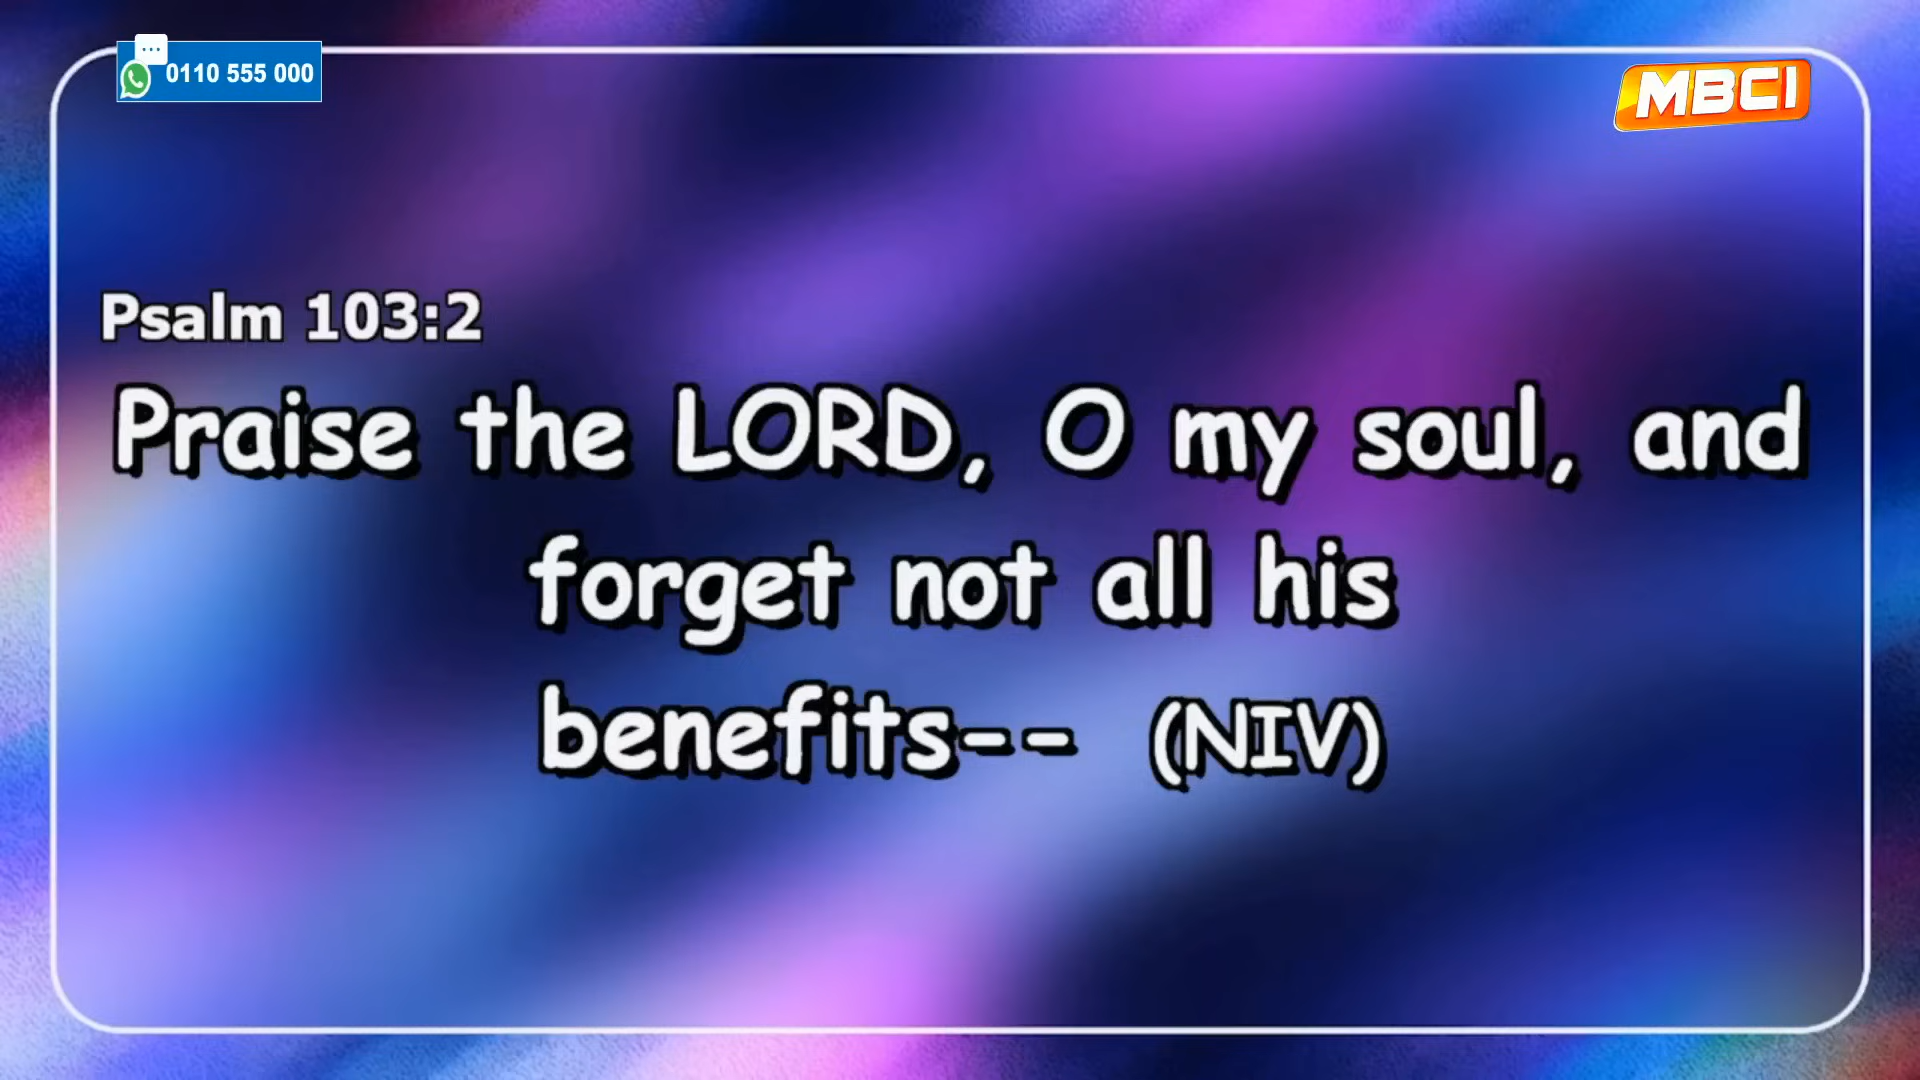 0110 555 000
MBCI
Psalm 103:2
Praise the LORD, O my soul, and
forget not all his
benefits-- (NIV)